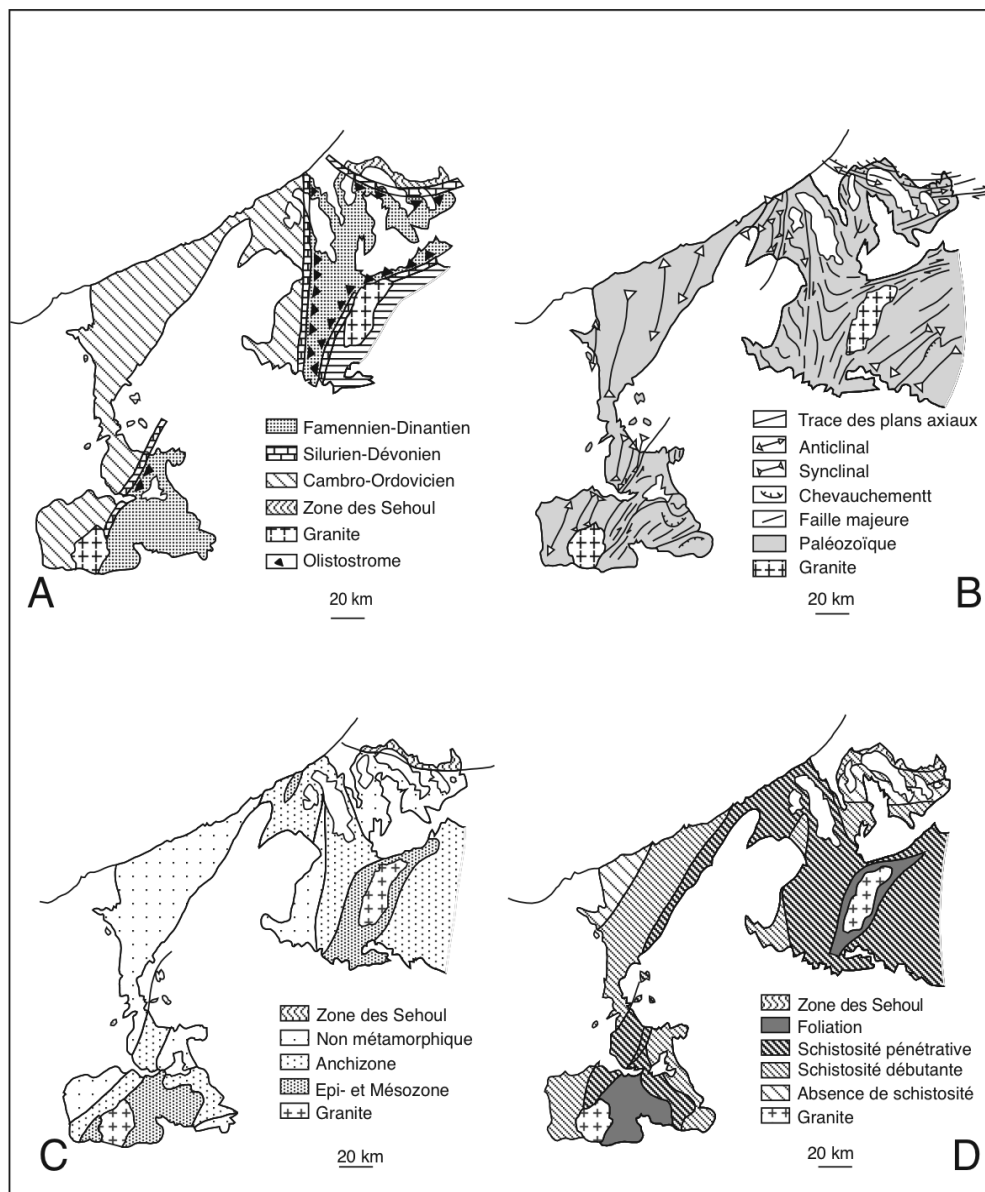 Famennien-Dinantien
Silurien-Dévonien
Cambro-Ordovicien
Zone des Sehoul
Granite
Olistostrome
A
20 km
Trace des plans axiaux
Anticlinal
Synclinal
Chevauchementt
Faille majeure
Paléozoïque
Granite
20 km
B
Zone des Sehoul
Non métamorphique
Anchizone
Epi- et Mésozone
Granite
C
20 km
Zone des Sehoul
Foliation
Schistosité pénétrative
Schistosité débutante
Absence de schistosité
Granite
20 km
D